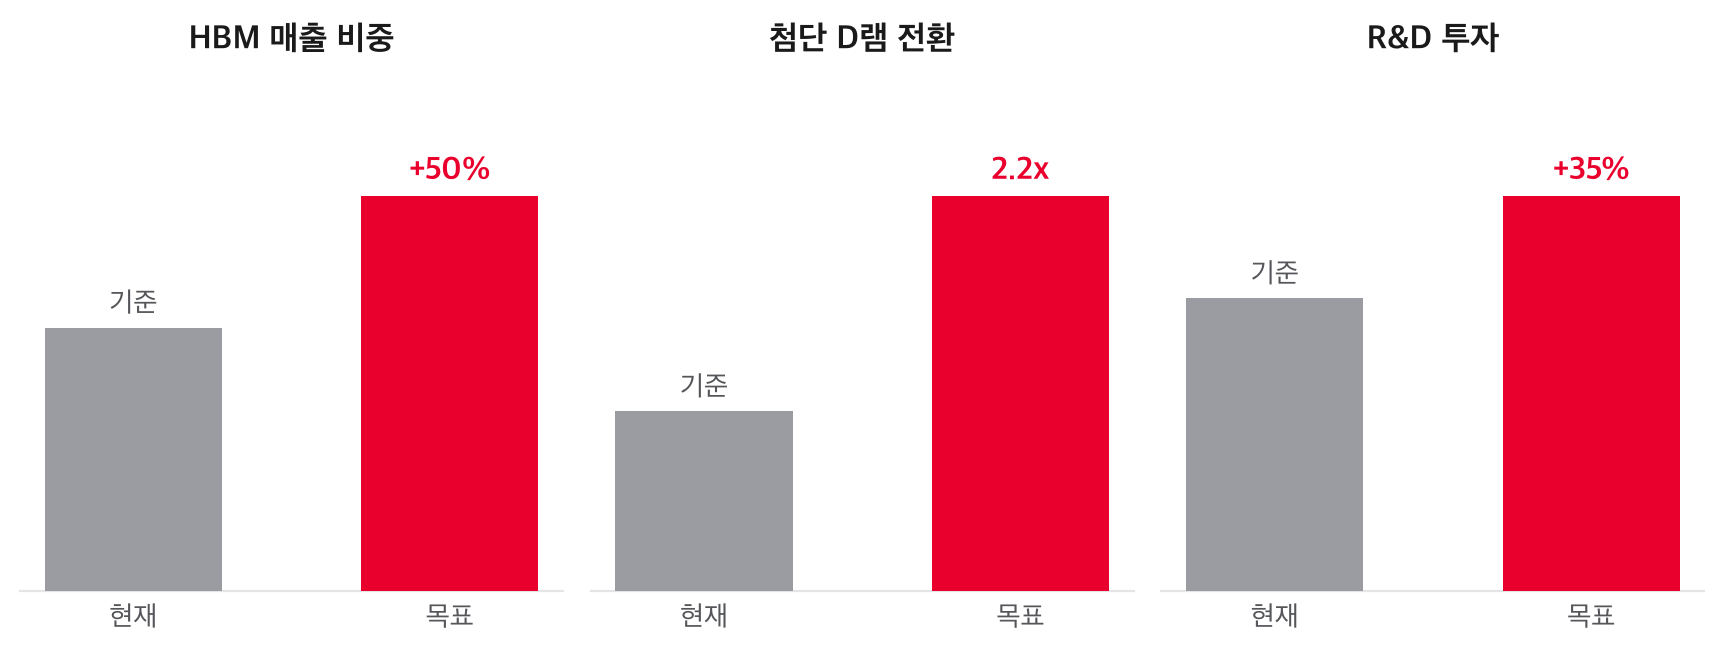 HBM 매출 비중
+50%
기준
현재
목표
첨단 D램 전환
2.2x
기준
현재
목표
R&D 투자
+35%
기준
현재
목표